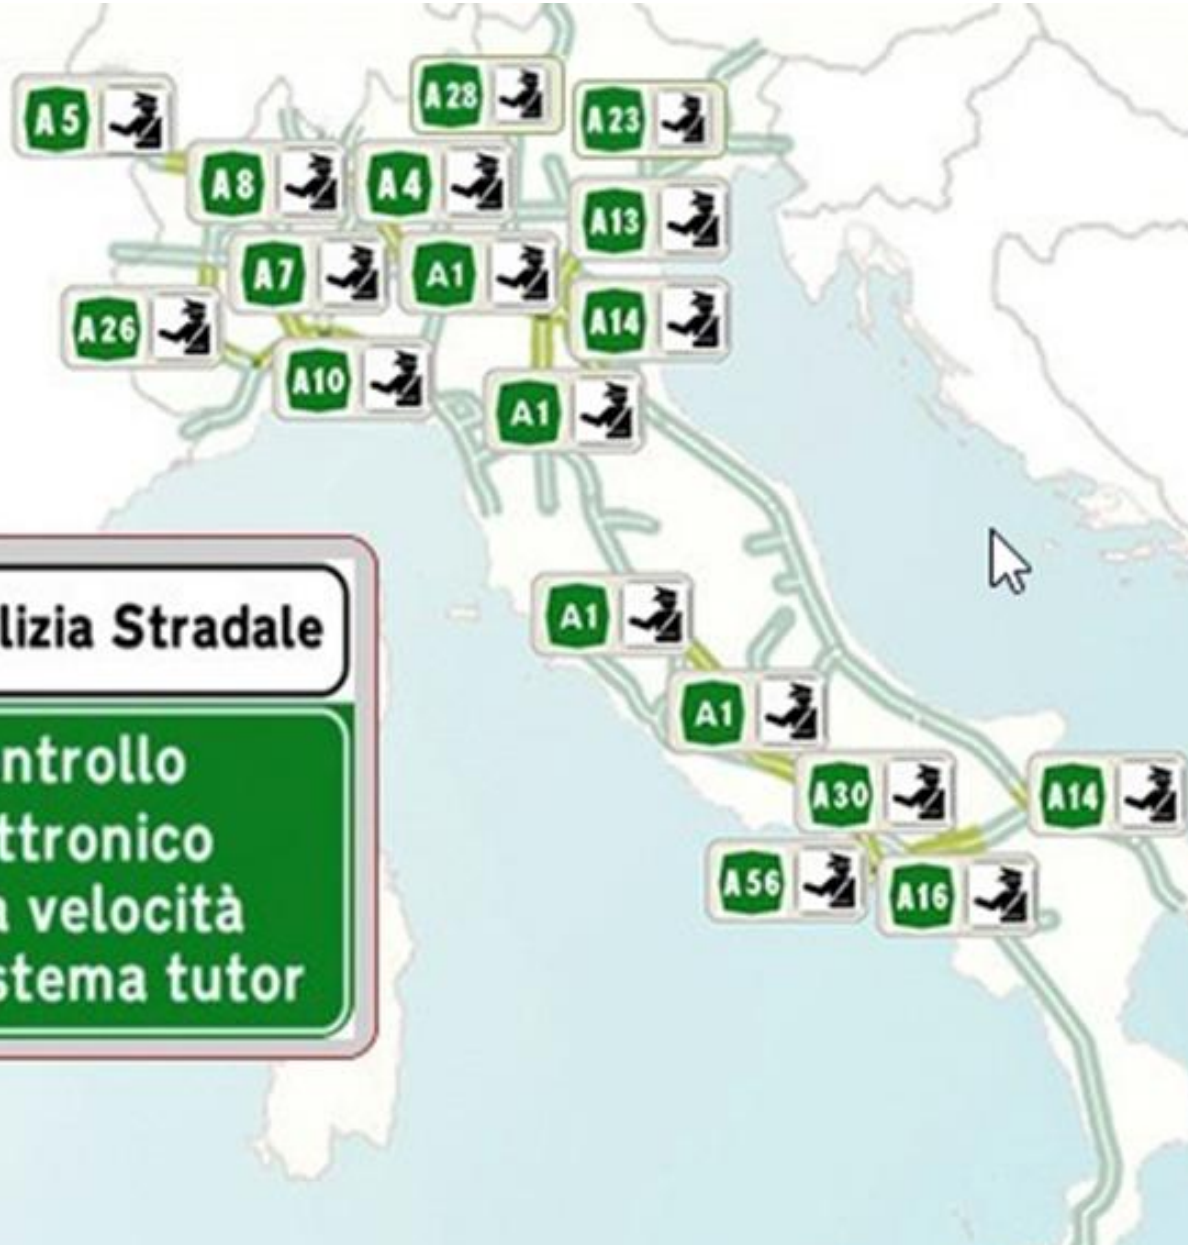 A28
A5
A23
A8
A4
A13
A7
A1
A26
A14
A10
A1
A1
lizia Stradale
A1
ntrollo
A30
A14
ttronico
A56
A16
a velocità
stema tutor